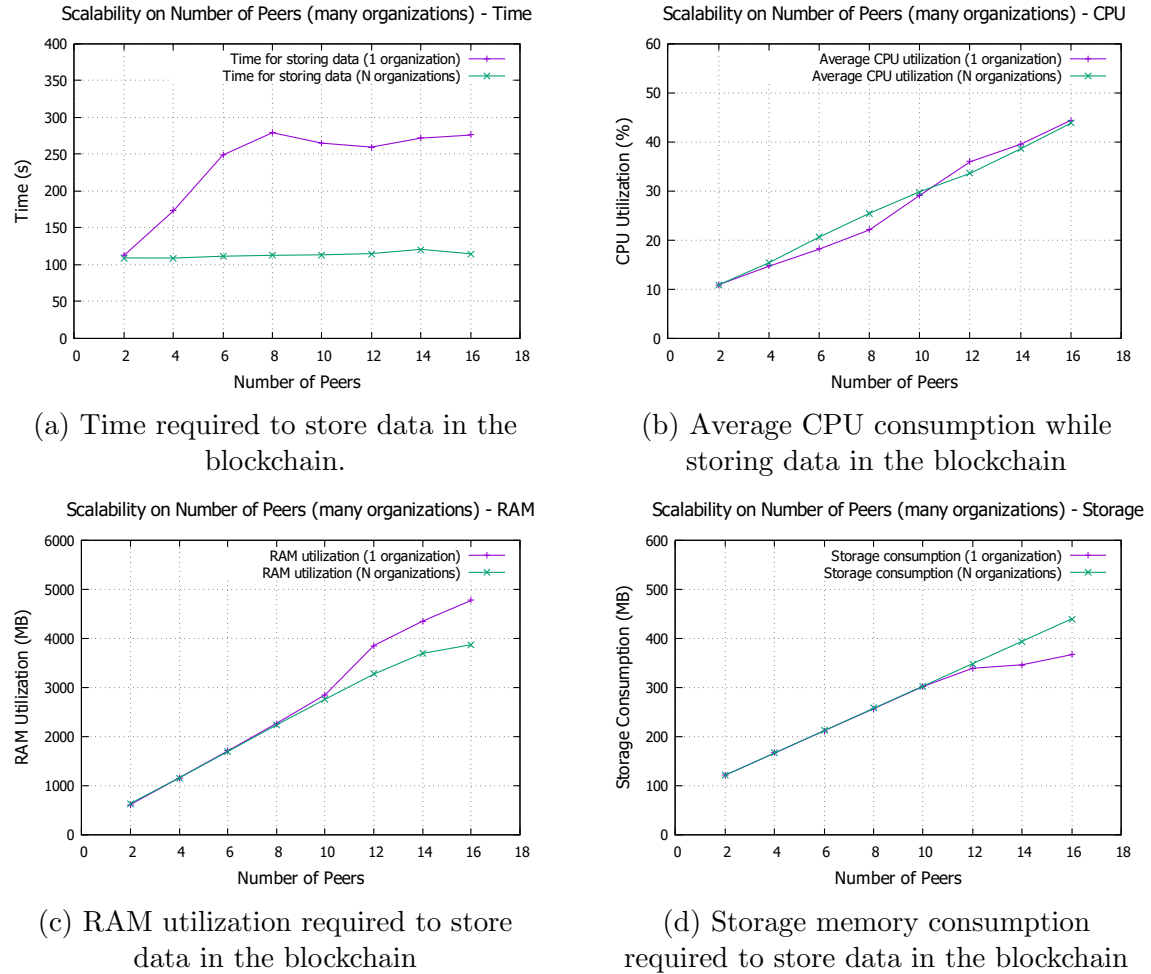 Scalability on Number of Peers (many organizations) - Time
Time for storing data (1 organization)
Time for storing data (N organizations)
400
350
300
250
200
150
100
50
0
Time (s)
0 2 4 6 8 10 12 14 16 18
Number of Peers
(a) Time required to store data in the
blockchain.
Scalability on Number of Peers (many organizations) - CPU
Average CPU utilization (1 organization)
Average CPU utilization (N organizations)
60
50
40
30
20
10
0
CPU Utilization (%)
0 2 4 6 8 10 12 14 16 18
Number of Peers
(b) Average CPU consumption while
storing data in the blockchain
Scalability on Number of Peers (many organizations) - RAM
RAM utilization (1 organization)
RAM utilization (N organizations)
6000
5000
4000
3000
2000
1000
0
RAM Utilization (MB)
0 2 4 6 8 10 12 14 16 18
Number of Peers
(c) RAM utilization required to store
data in the blockchain
Scalability on Number of Peers (many organizations) - Storage
Storage consumption (1 organization)
Storage consumption (N organizations)
600
500
400
300
200
100
0
Storage Consumption (MB)
0 2 4 6 8 10 12 14 16 18
Number of Peers
(d) Storage memory consumption
required to store data in the blockchain